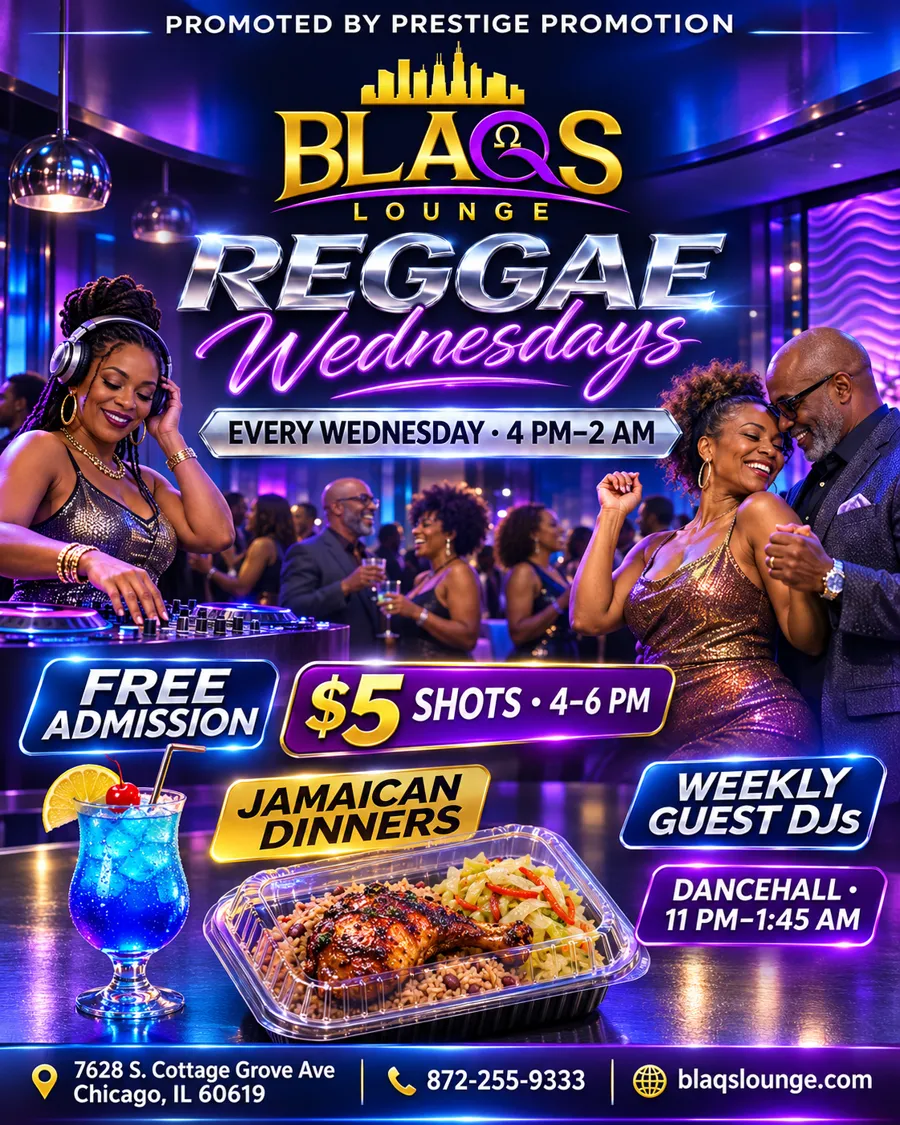 PROMOTED BY PRESTIGE PROMOTION
BLAQS
Ω
LOUNGE
REGGAE
Wednesdays
EVERY WEDNESDAY · 4 PM–2 AM
FREE
ADMISSION
$5 SHOTS · 4–6 PM
JAMAICAN
DINNERS
WEEKLY
GUEST DJs
DANCEHALL ·
11 PM–1:45 AM
7628 S. Cottage Grove Ave
Chicago, IL 60619
872-255-9333
blaqslounge.com